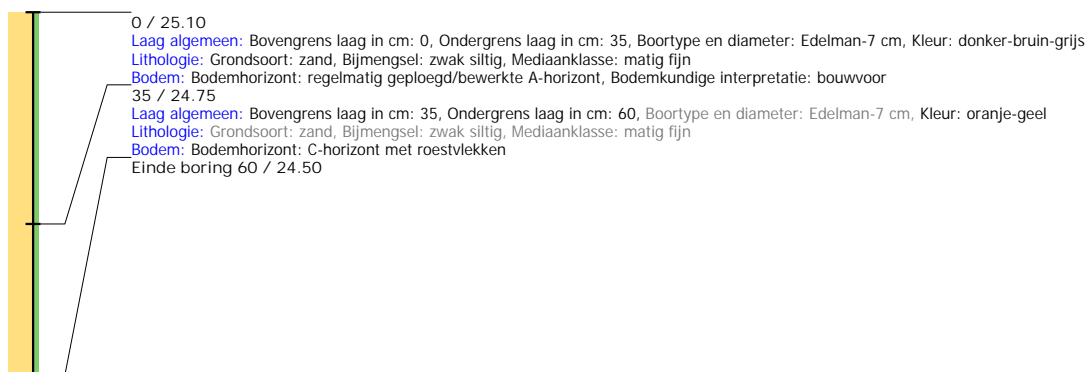 0 / 25.10
Laag algemeen: Bovengrens laag in cm: 0, Ondergrens laag in cm: 35, Boortype en diameter: Edelman-7 cm, Kleur: donker-bruin-grijs
Lithologie: Grondsoort: zand, Bijmengsel: zwak siltig, Mediaanklasse: matig fijn
Bodem: Bodemhorizont: regelmatig geploegd/bewerkte A-horizont, Bodemkundige interpretatie: bouwvoor
35 / 24.75
Laag algemeen: Bovengrens laag in cm: 35, Ondergrens laag in cm: 60, Boortype en diameter: Edelman-7 cm, Kleur: oranje-geel
Lithologie: Grondsoort: zand, Bijmengsel: zwak siltig, Mediaanklasse: matig fijn
Bodem: Bodemhorizont: C-horizont met roestvlekken
Einde boring 60 / 24.50